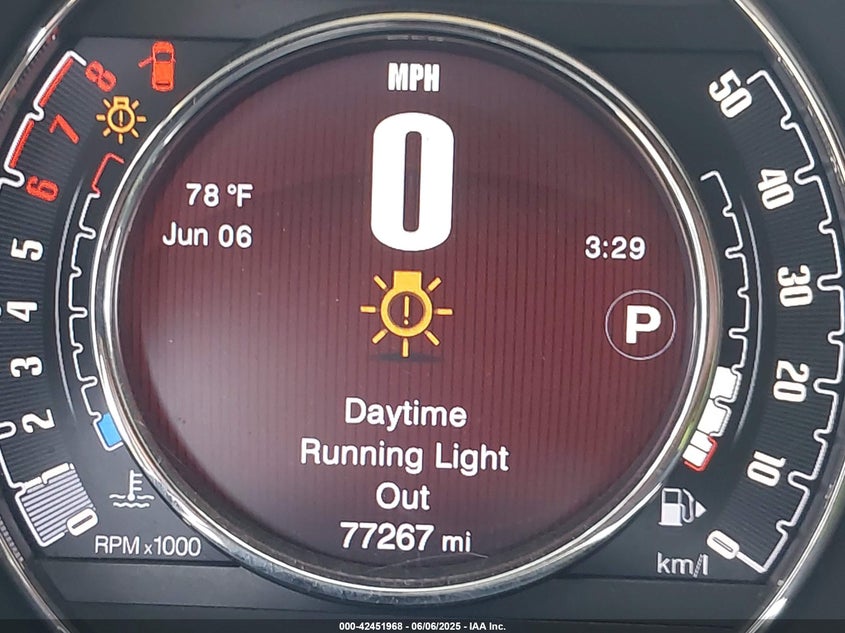 MPH
0
78 °F
Jun 06
3:29
P
!
Daytime
Running Light
Out
77267 mi
8
!
7
6
5
4
3
2
1
0
RPM x1000
50
40
30
20
10
0
km/l
000-42451968 | 06/06/2025 - IAA Inc.